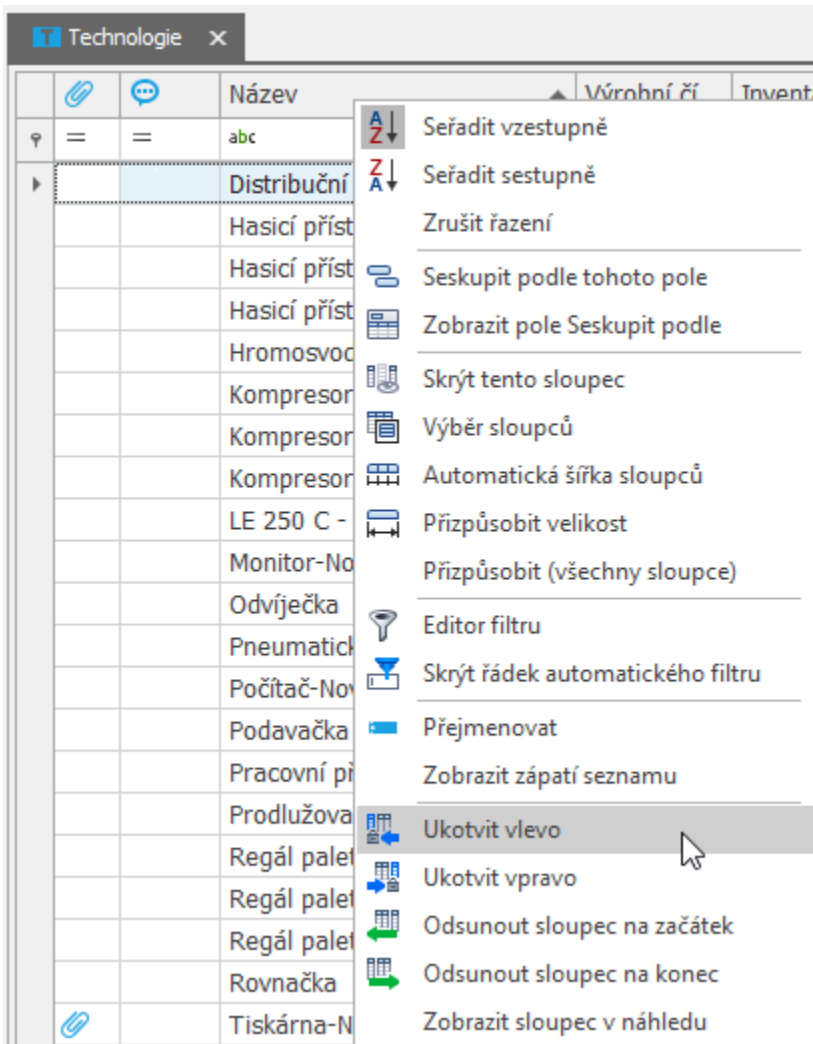 T Technologie ×
Název Výrobní čí Invent
= = abc
Seřadit vzestupně
Seřadit sestupně
Zrušit řazení
Seskupit podle tohoto pole
Zobrazit pole Seskupit podle
Skrýt tento sloupec
Výběr sloupců
Automatická šířka sloupců
Přizpůsobit velikost
Přizpůsobit (všechny sloupce)
Editor filtru
Skrýt řádek automatického filtru
Přejmenovat
Zobrazit zápatí seznamu
Ukotvit vlevo
Ukotvit vpravo
Odsunout sloupec na začátek
Odsunout sloupec na konec
Zobrazit sloupec v náhledu
Distribuční
Hasicí příst
Hasicí příst
Hasicí příst
Hromosvod
Kompresor
Kompresor
Kompresor
LE 250 C -
Monitor-No
Odvíječka
Pneumatick
Počítač-Nov
Podavačka
Pracovní př
Prodlužova
Regál palet
Regál palet
Regál palet
Rovnačka
Tiskárna-N